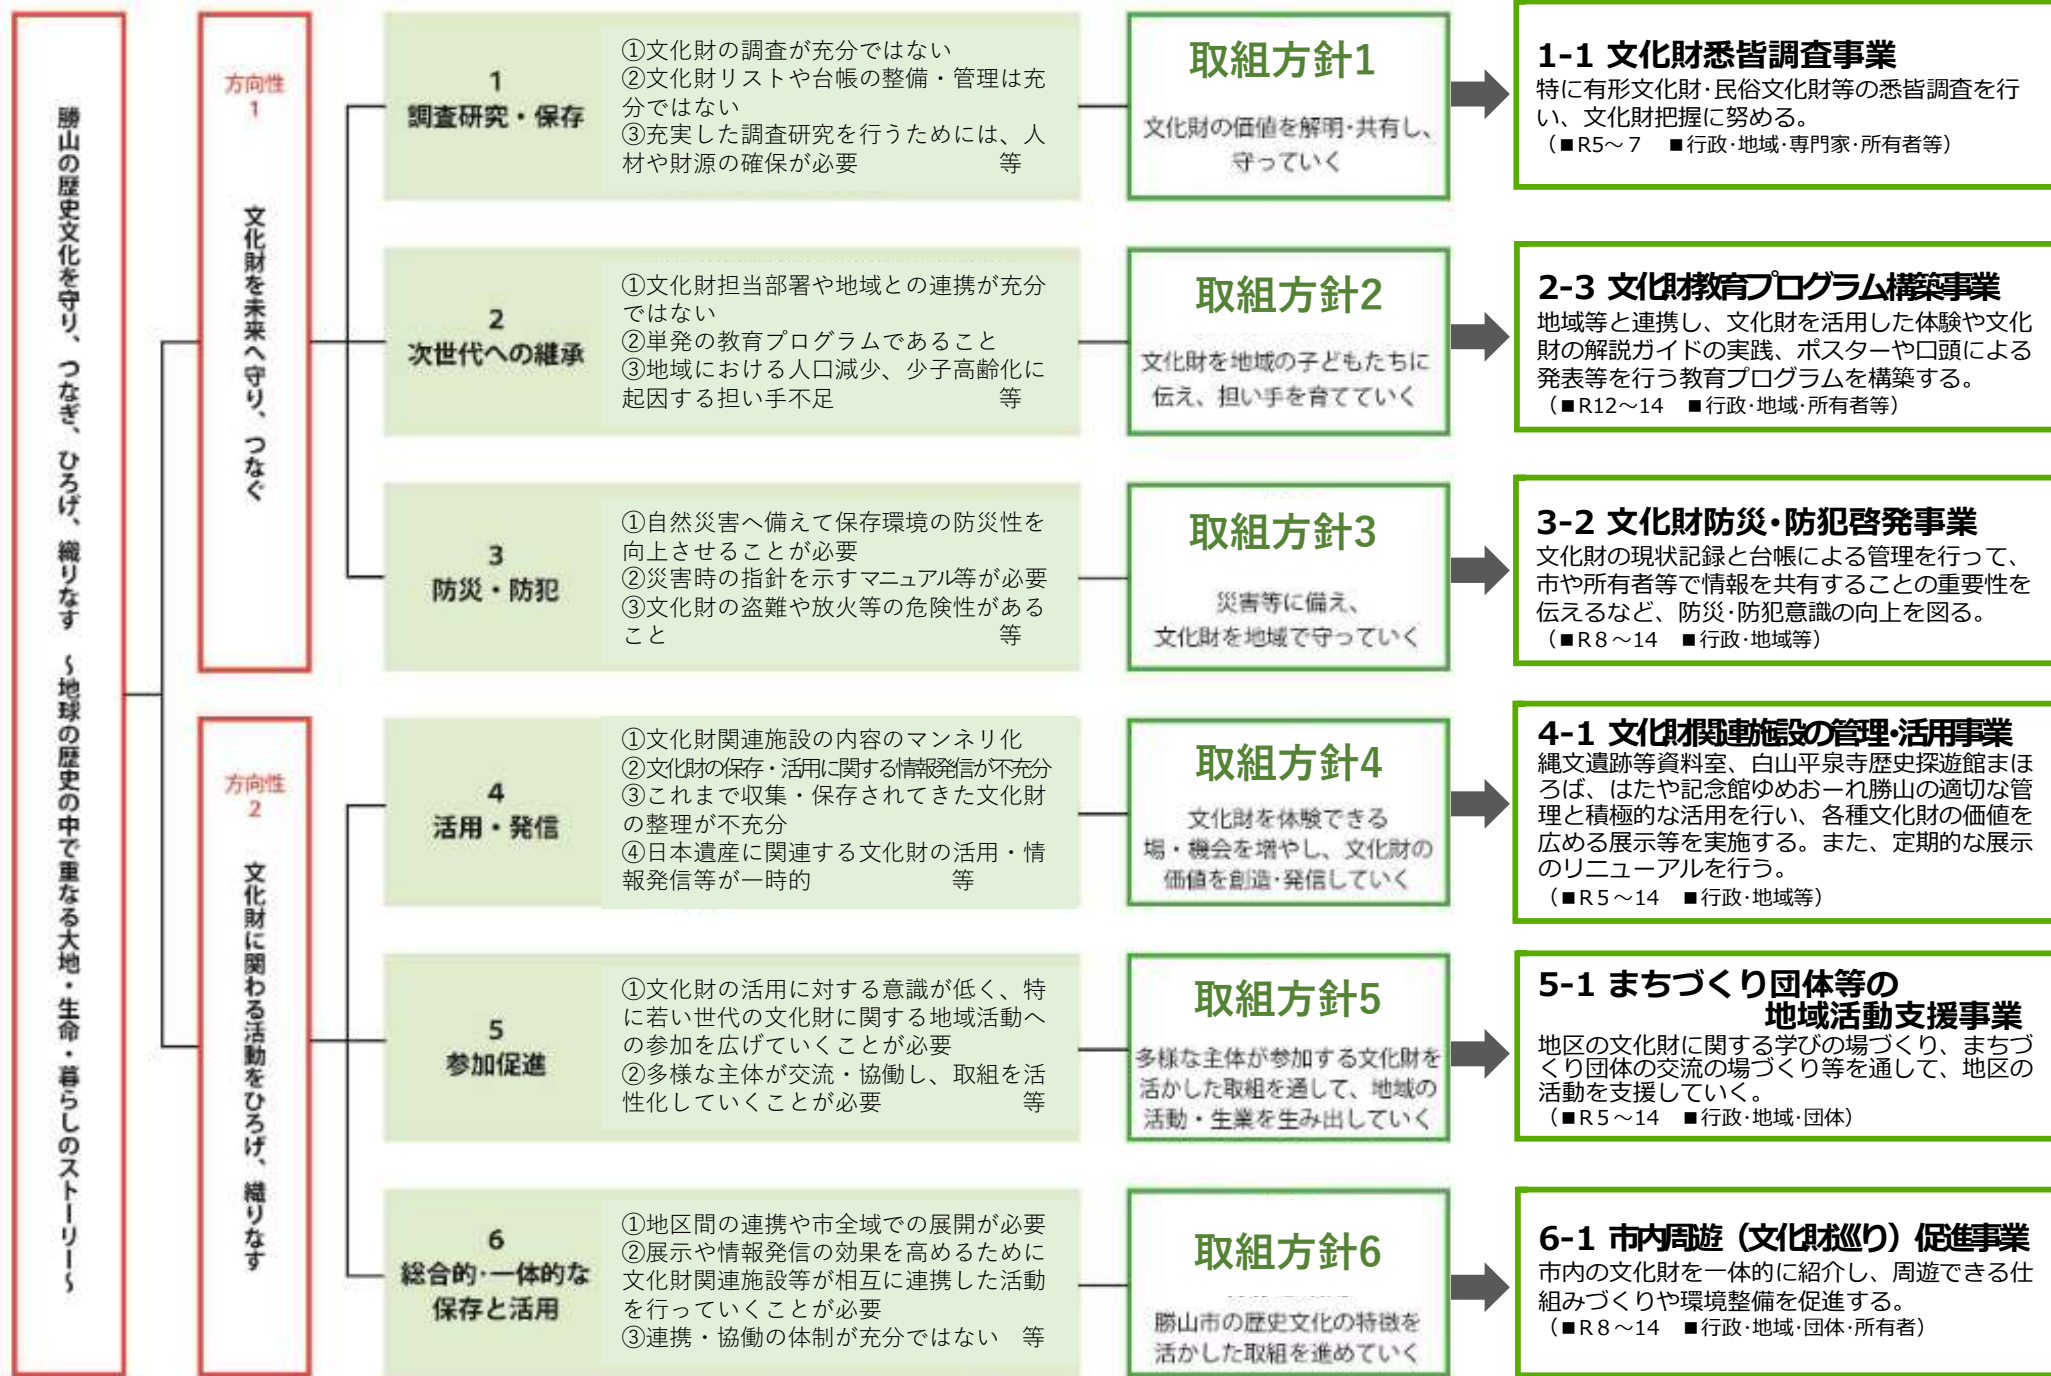 勝山の歴史文化を守り、つなぎ、ひろげ、織りなす　～地球の歴史の中で重なる大地・生命・暮らしのストーリー～
方向性
1
文化財を未来へ守り、つなぐ
1
調査研究・保存
①文化財の調査が充分ではない
②文化財リストや台帳の整備・管理は充
分ではない
③充実した調査研究を行うためには、人
材や財源の確保が必要　等
取組方針1
文化財の価値を解明・共有し、
守っていく
1-1 文化財悉皆調査事業
特に有形文化財・民俗文化財等の悉皆調査を行
い、文化財把握に努める。
（■R5～７　■行政・地域・専門家・所有者等）
2
次世代への継承
①文化財担当部署や地域との連携が充分
ではない
②単発の教育プログラムであること
③地域における人口減少、少子高齢化に
起因する担い手不足　等
取組方針2
文化財を地域の子どもたちに
伝え、担い手を育てていく
2-3 文化財教育プログラム構築事業
地域等と連携し、文化財を活用した体験や文化
財の解説ガイドの実践、ポスターや口頭による
発表等を行う教育プログラムを構築する。
（■R12～14　■行政・地域・所有者等）
3
防災・防犯
①自然災害へ備えて保存環境の防災性を
向上させることが必要
②災害時の指針を示すマニュアル等が必要
③文化財の盗難や放火等の危険性がある
こと　等
取組方針3
災害等に備え、
文化財を地域で守っていく
3-2 文化財防災・防犯啓発事業
文化財の現状記録と台帳による管理を行って、
市や所有者等で情報を共有することの重要性を
伝えるなど、防災・防犯意識の向上を図る。
（■R８～14　■行政・地域等）
方向性
2
文化財に関わる活動をひろげ、織りなす
4
活用・発信
①文化財関連施設の内容のマンネリ化
②文化財の保存・活用に関する情報発信が不充分
③これまで収集・保存されてきた文化財
の整理が不充分
④日本遺産に関連する文化財の活用・情
報発信等が一時的　等
取組方針4
文化財を体験できる
場・機会を増やし、文化財の
価値を創造・発信していく
4-1 文化財関連施設の管理・活用事業
縄文遺跡等資料室、白山平泉寺歴史探遊館まほ
ろば、はたや記念館ゆめおーれ勝山の適切な管
理と積極的な活用を行い、各種文化財の価値を
広める展示等を実施する。また、定期的な展示
のリニューアルを行う。
（■R５～14　■行政・地域等）
5
参加促進
①文化財の活用に対する意識が低く、特
に若い世代の文化財に関する地域活動へ
の参加を広げていくことが必要
②多様な主体が交流・協働し、取組を活
性化していくことが必要　等
取組方針5
多様な主体が参加する文化財を
活かした取組を通して、地域の
活動・生業を生み出していく
5-1 まちづくり団体等の
地域活動支援事業
地区の文化財に関する学びの場づくり、まちづ
くり団体の交流の場づくり等を通して、地区の
活動を支援していく。
（■R５～14　■行政・地域・団体）
6
総合的・一体的な
保存と活用
①地区間の連携や市全域での展開が必要
②展示や情報発信の効果を高めるために
文化財関連施設等が相互に連携した活動
を行っていくことが必要
③連携・協働の体制が充分ではない　等
取組方針6
勝山市の歴史文化の特徴を
活かした取組を進めていく
6-1 市内周遊（文化財巡り）促進事業
市内の文化財を一体的に紹介し、周遊できる仕
組みづくりや環境整備を促進する。
（■R８～14　■行政・地域・団体・所有者）